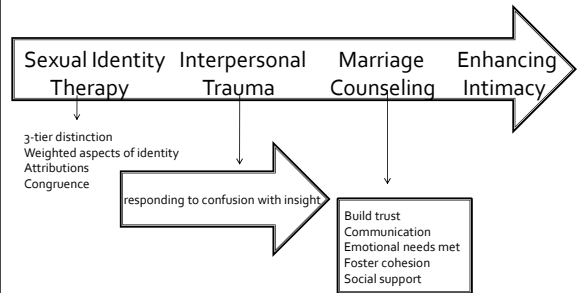 Sexual Identity Therapy
Interpersonal Trauma
Marriage Counseling
Enhancing Intimacy
3-tier distinction
Weighted aspects of identity
Attributions
Congruence
responding to confusion with insight
Build trust
Communication
Emotional needs met
Foster cohesion
Social support